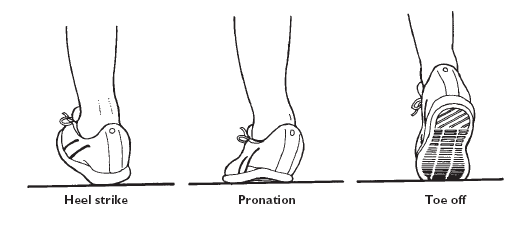 Heel strike
Pronation
Toe off